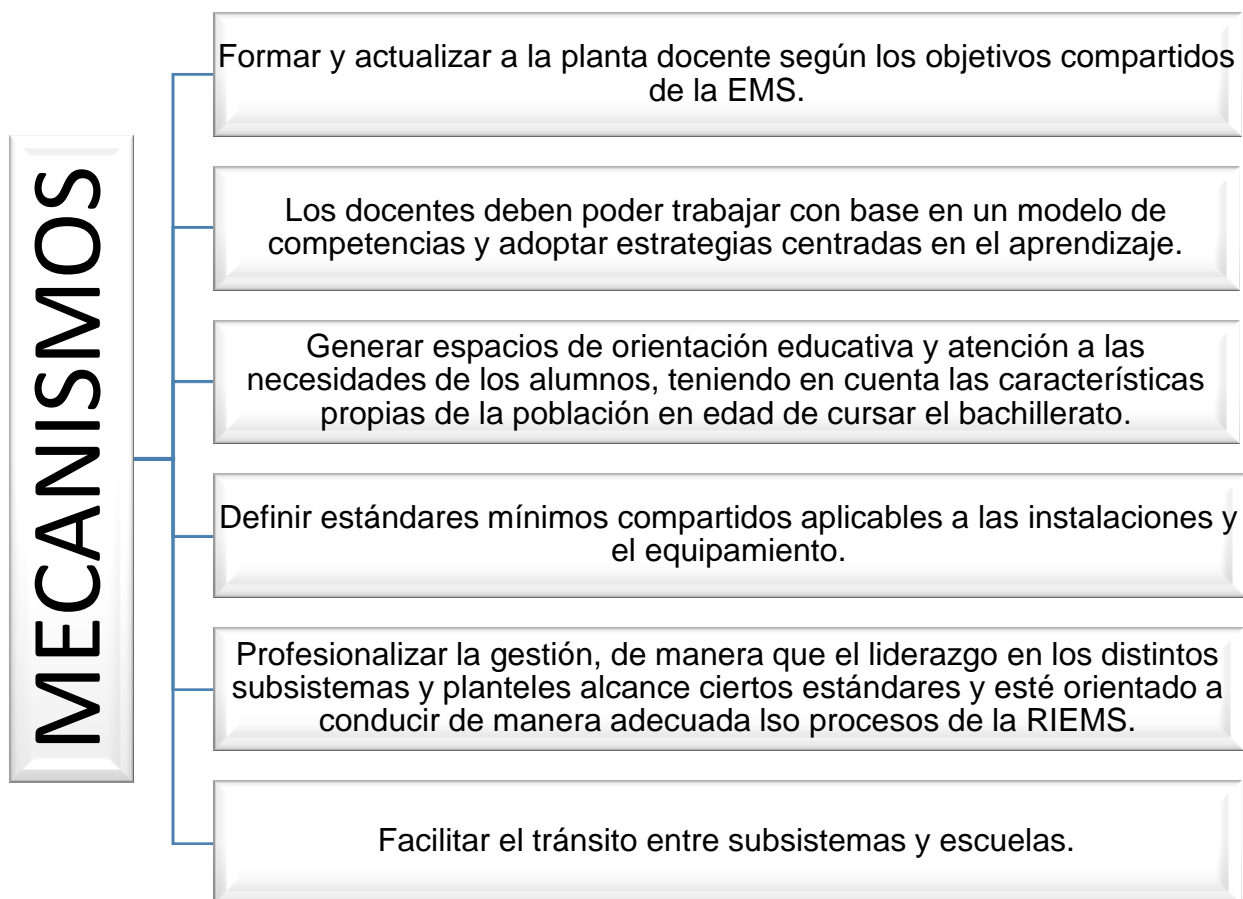 MECANISMOS
Formar y actualizar a la planta docente según los objetivos compartidos
de la EMS.
Los docentes deben poder trabajar con base en un modelo de
competencias y adoptar estrategias centradas en el aprendizaje.
Generar espacios de orientación educativa y atención a las
necesidades de los alumnos, teniendo en cuenta las características
propias de la población en edad de cursar el bachillerato.
Definir estándares mínimos compartidos aplicables a las instalaciones y
el equipamiento.
Profesionalizar la gestión, de manera que el liderazgo en los distintos
subsistemas y planteles alcance ciertos estándares y esté orientado a
conducir de manera adecuada lso procesos de la RIEMS.
Facilitar el tránsito entre subsistemas y escuelas.